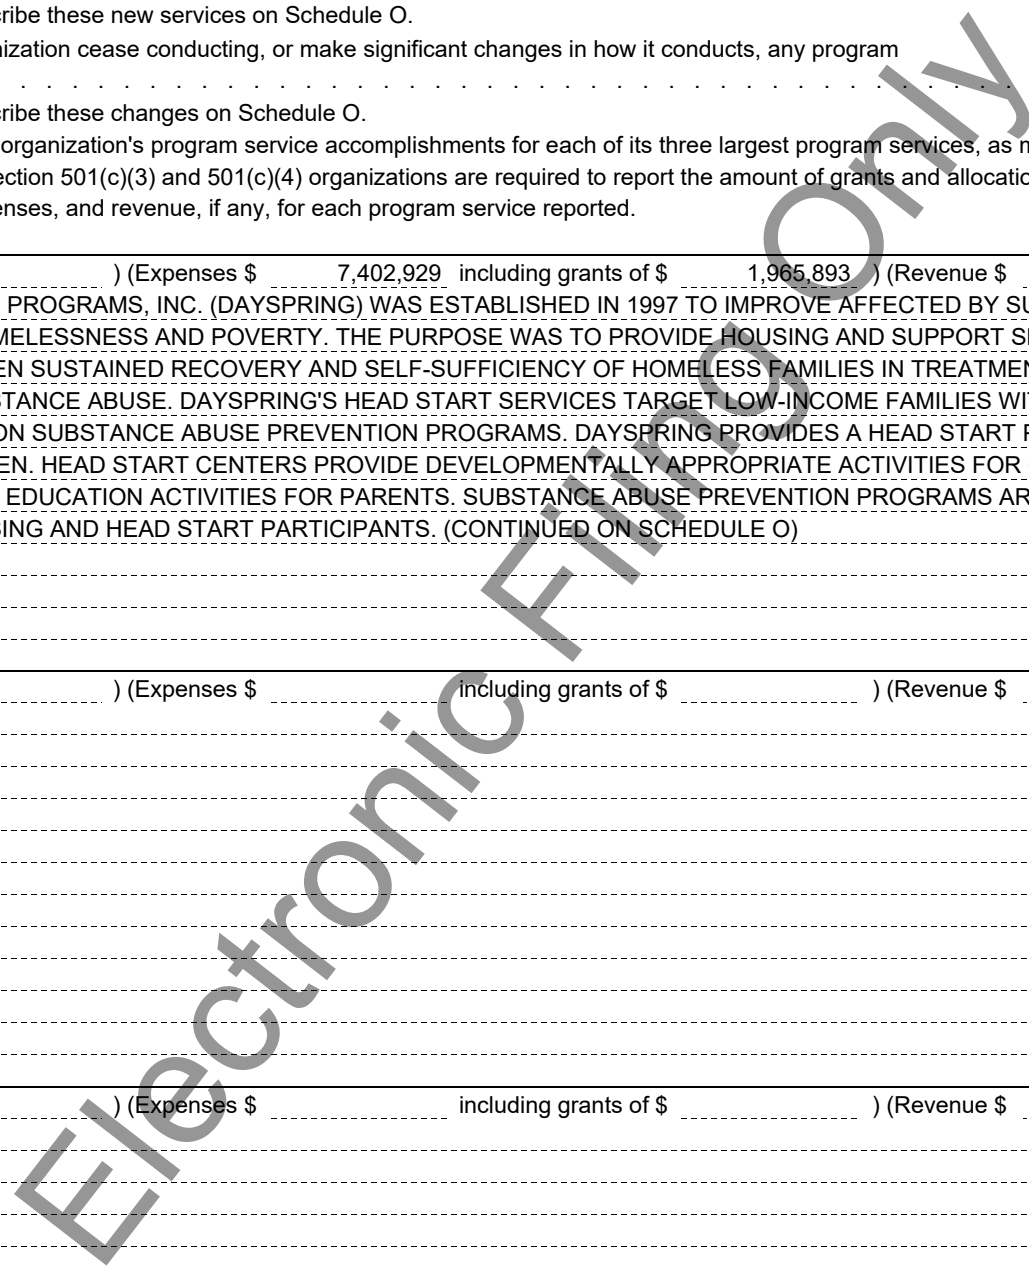 cribe these new services on Schedule O.
nization cease conducting, or make significant changes in how it conducts, any program
. . . . . . . . . . . . . . . . . . . . . . . . . . . . . . . . . . . . . . .
cribe these changes on Schedule O.
organization's program service accomplishments for each of its three largest program services, as m
ection 501(c)(3) and 501(c)(4) organizations are required to report the amount of grants and allocatio
enses, and revenue, if any, for each program service reported.
) (Expenses $ 7,402,929 including grants of $ 1,965,893 ) (Revenue $
PROGRAMS, INC. (DAYSPRING) WAS ESTABLISHED IN 1997 TO IMPROVE AFFECTED BY SU
MELESSNESS AND POVERTY. THE PURPOSE WAS TO PROVIDE HOUSING AND SUPPORT SE
EN SUSTAINED RECOVERY AND SELF-SUFFICIENCY OF HOMELESS FAMILIES IN TREATMEN
STANCE ABUSE. DAYSPRING'S HEAD START SERVICES TARGET LOW-INCOME FAMILIES WIT
ON SUBSTANCE ABUSE PREVENTION PROGRAMS. DAYSPRING PROVIDES A HEAD START P
EN. HEAD START CENTERS PROVIDE DEVELOPMENTALLY APPROPRIATE ACTIVITIES FOR
EDUCATION ACTIVITIES FOR PARENTS. SUBSTANCE ABUSE PREVENTION PROGRAMS AR
SING AND HEAD START PARTICIPANTS. (CONTINUED ON SCHEDULE O)
) (Expenses $ including grants of $ ) (Revenue $
) (Expenses $ including grants of $ ) (Revenue $
Electronic Filing Only